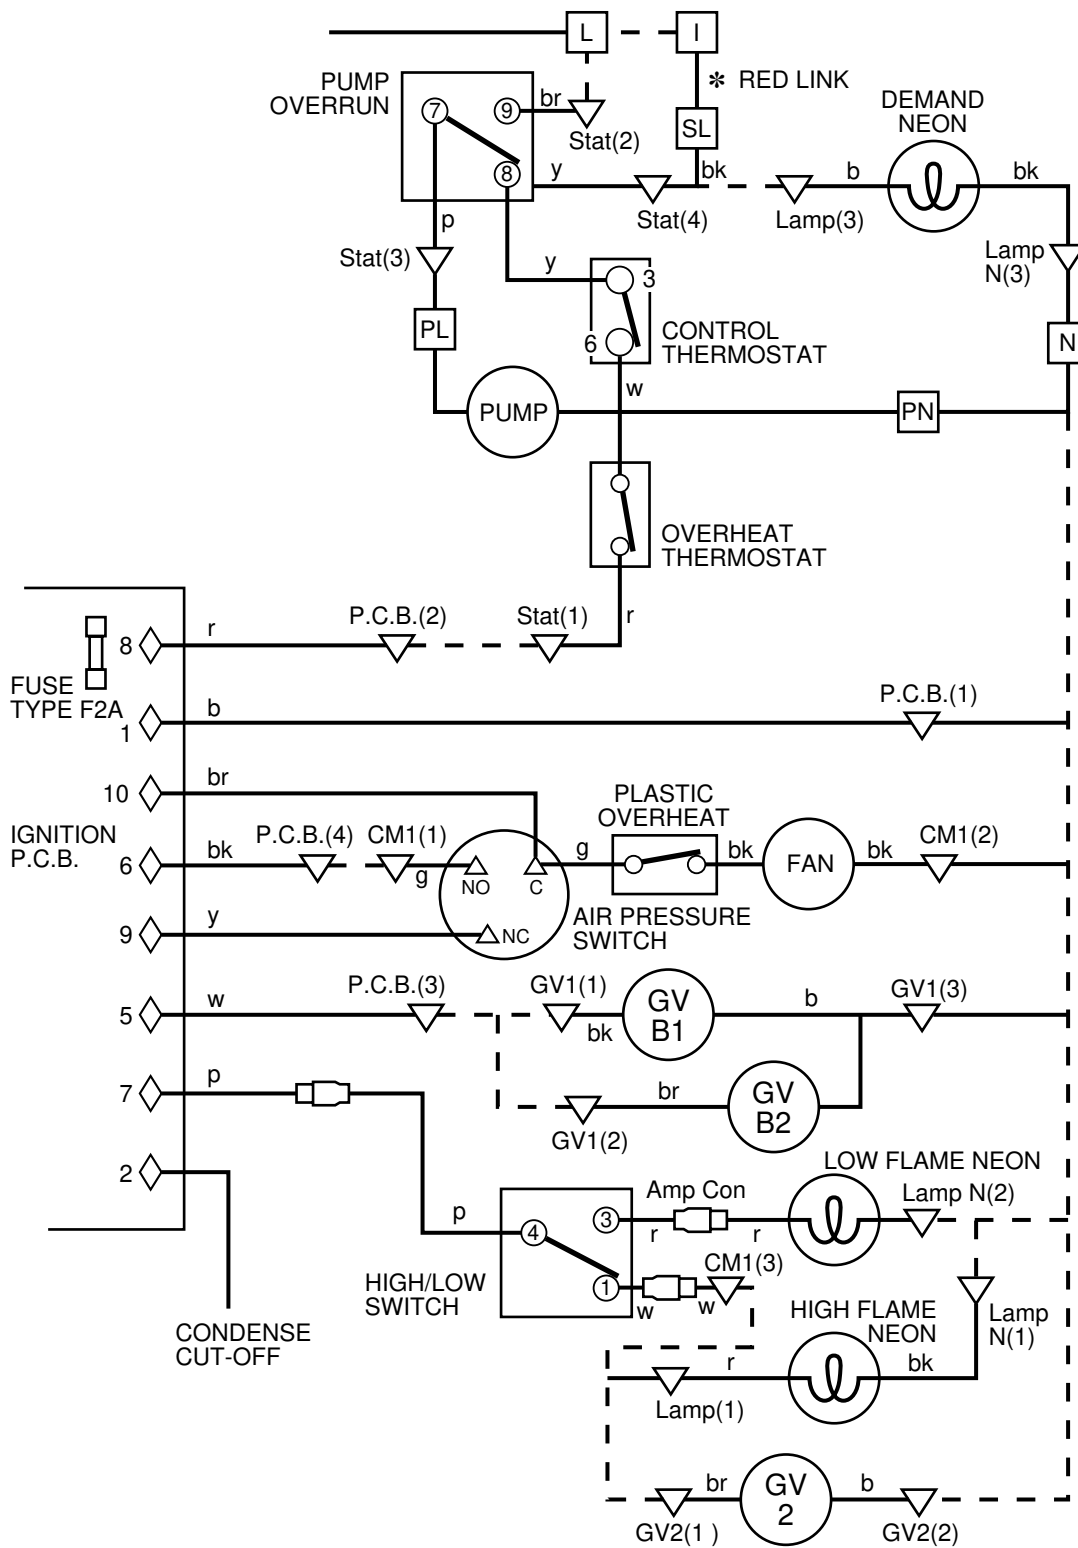 L
I
PUMP
OVERRUN
7
9
br
Stat(2)
* RED LINK
DEMAND
NEON
SL
8
y
bk
b
bk
Stat(4)
Lamp(3)
p
Stat(3)
Lamp
N(3)
y
3
PL
6
CONTROL
THERMOSTAT
N
w
PUMP
PN
OVERHEAT
THERMOSTAT
P.C.B.(2)
Stat(1)
r
r
8
FUSE
TYPE F2A
b
P.C.B.(1)
1
br
10
PLASTIC
OVERHEAT
IGNITION
P.C.B.
P.C.B.(4)
CM1(1)
CM1(2)
6
bk
g
NO
C
g
bk
FAN
bk
y
9
NC
AIR PRESSURE
SWITCH
P.C.B.(3)
GV1(1)
GV1(3)
w
5
bk
GV
B1
b
p
7
br
GV
B2
GV1(2)
2
LOW FLAME NEON
Amp Con
Lamp N(2)
p
4
3
r
r
CM1(3)
HIGH/LOW
SWITCH
1
w
w
HIGH FLAME
NEON
Lamp
N(1)
CONDENSE
CUT-OFF
r
bk
Lamp(1)
br
GV
2
b
GV2(1 )
GV2(2)